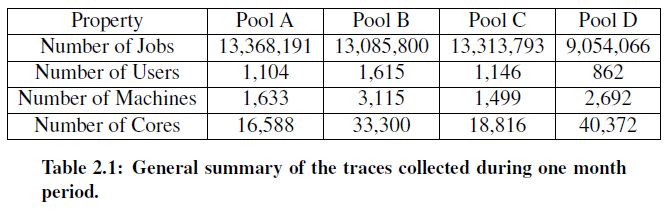 Property Pool A Pool B Pool C Pool D
Number of Jobs 13,368,191 13,085,800 13,313,793 9,054,066
Number of Users 1,104 1,615 1,146 862
Number of Machines 1,633 3,115 1,499 2,692
Number of Cores 16,588 33,300 18,816 40,372
Table 2.1: General summary of the traces collected during one month
period.